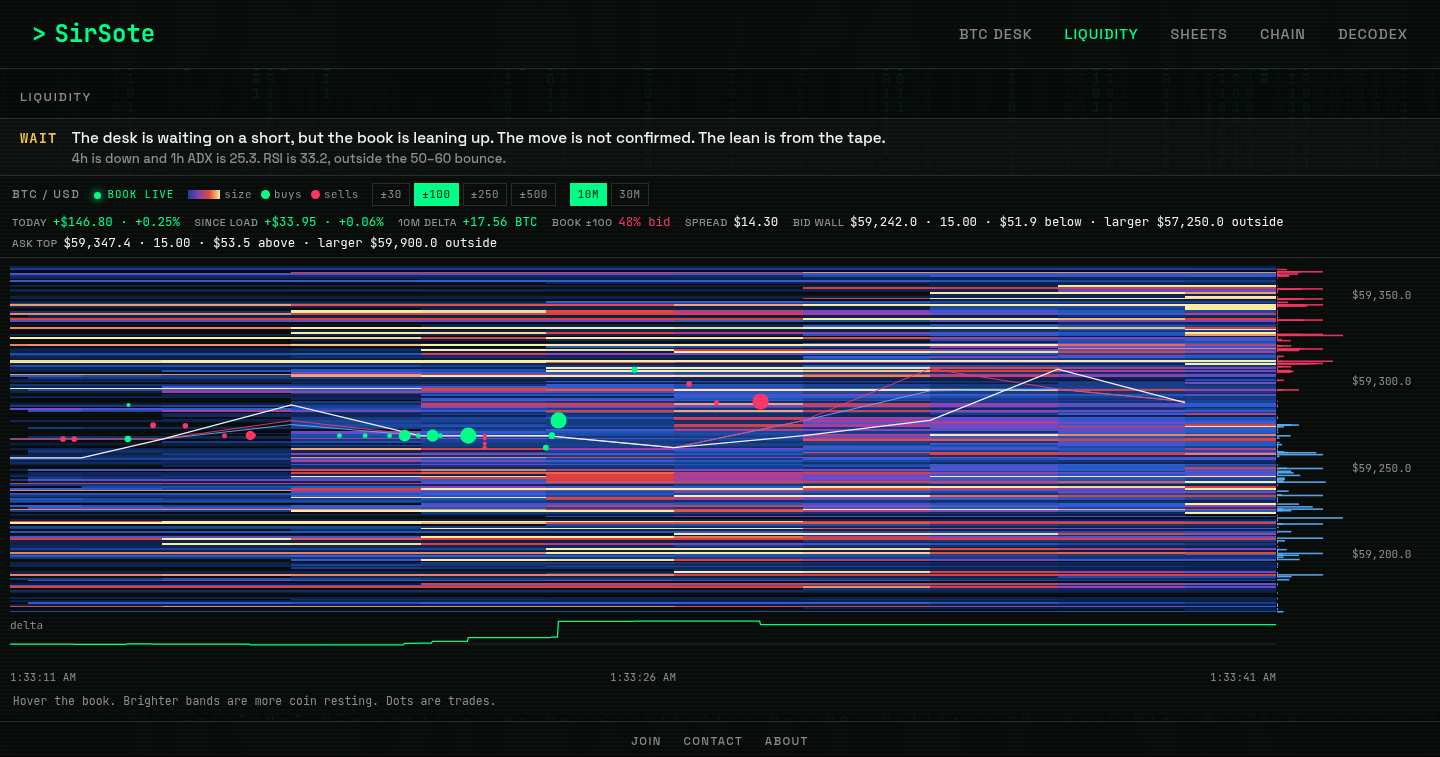 > SirSote
BTC DESK LIQUIDITY SHEETS CHAIN DECODEX
LIQUIDITY
WAIT The desk is waiting on a short, but the book is leaning up. The move is not confirmed. The lean is from the tape.
4h is down and 1h ADX is 25.3. RSI is 33.2, outside the 50–60 bounce.
BTC / USD BOOK LIVE size buys sells ±30 ±100 ±250 ±500 10M 30M
TODAY +$146.80 · +0.25% SINCE LOAD +$33.95 · +0.06% 10M DELTA +17.56 BTC BOOK ±100 48% bid SPREAD $14.30 BID WALL $59,242.0 · 15.00 · $51.9 below · larger $57,250.0 outside
ASK TOP $59,347.4 · 15.00 · $53.5 above · larger $59,900.0 outside
$59,350.0
$59,300.0
$59,250.0
$59,200.0
delta
1:33:11 AM 1:33:26 AM 1:33:41 AM
Hover the book. Brighter bands are more coin resting. Dots are trades.
JOIN CONTACT ABOUT